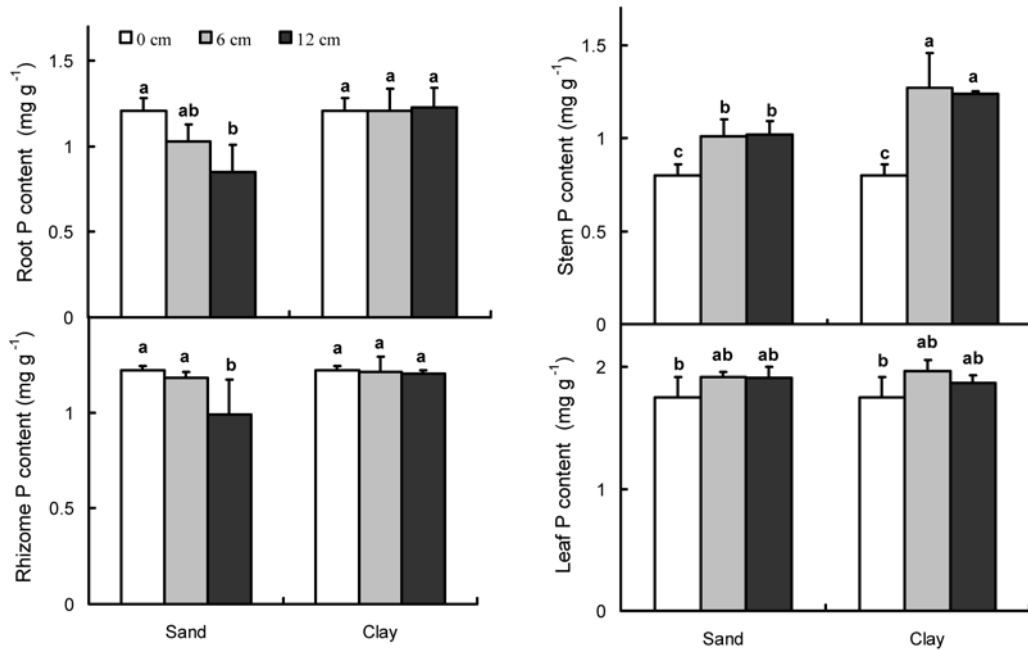 0 cm 6 cm 12 cm
Root P content (mg g⁻¹)
1.5
1
0.5
0
a ab b a a a
Stem P content (mg g⁻¹)
1.5
1
0.5
0
c b b c a a
Rhizome P content (mg g⁻¹)
1
0.5
0
a a b a a a
Sand Clay
Leaf P content (mg g⁻¹)
2
1
0
b ab ab b ab ab
Sand Clay